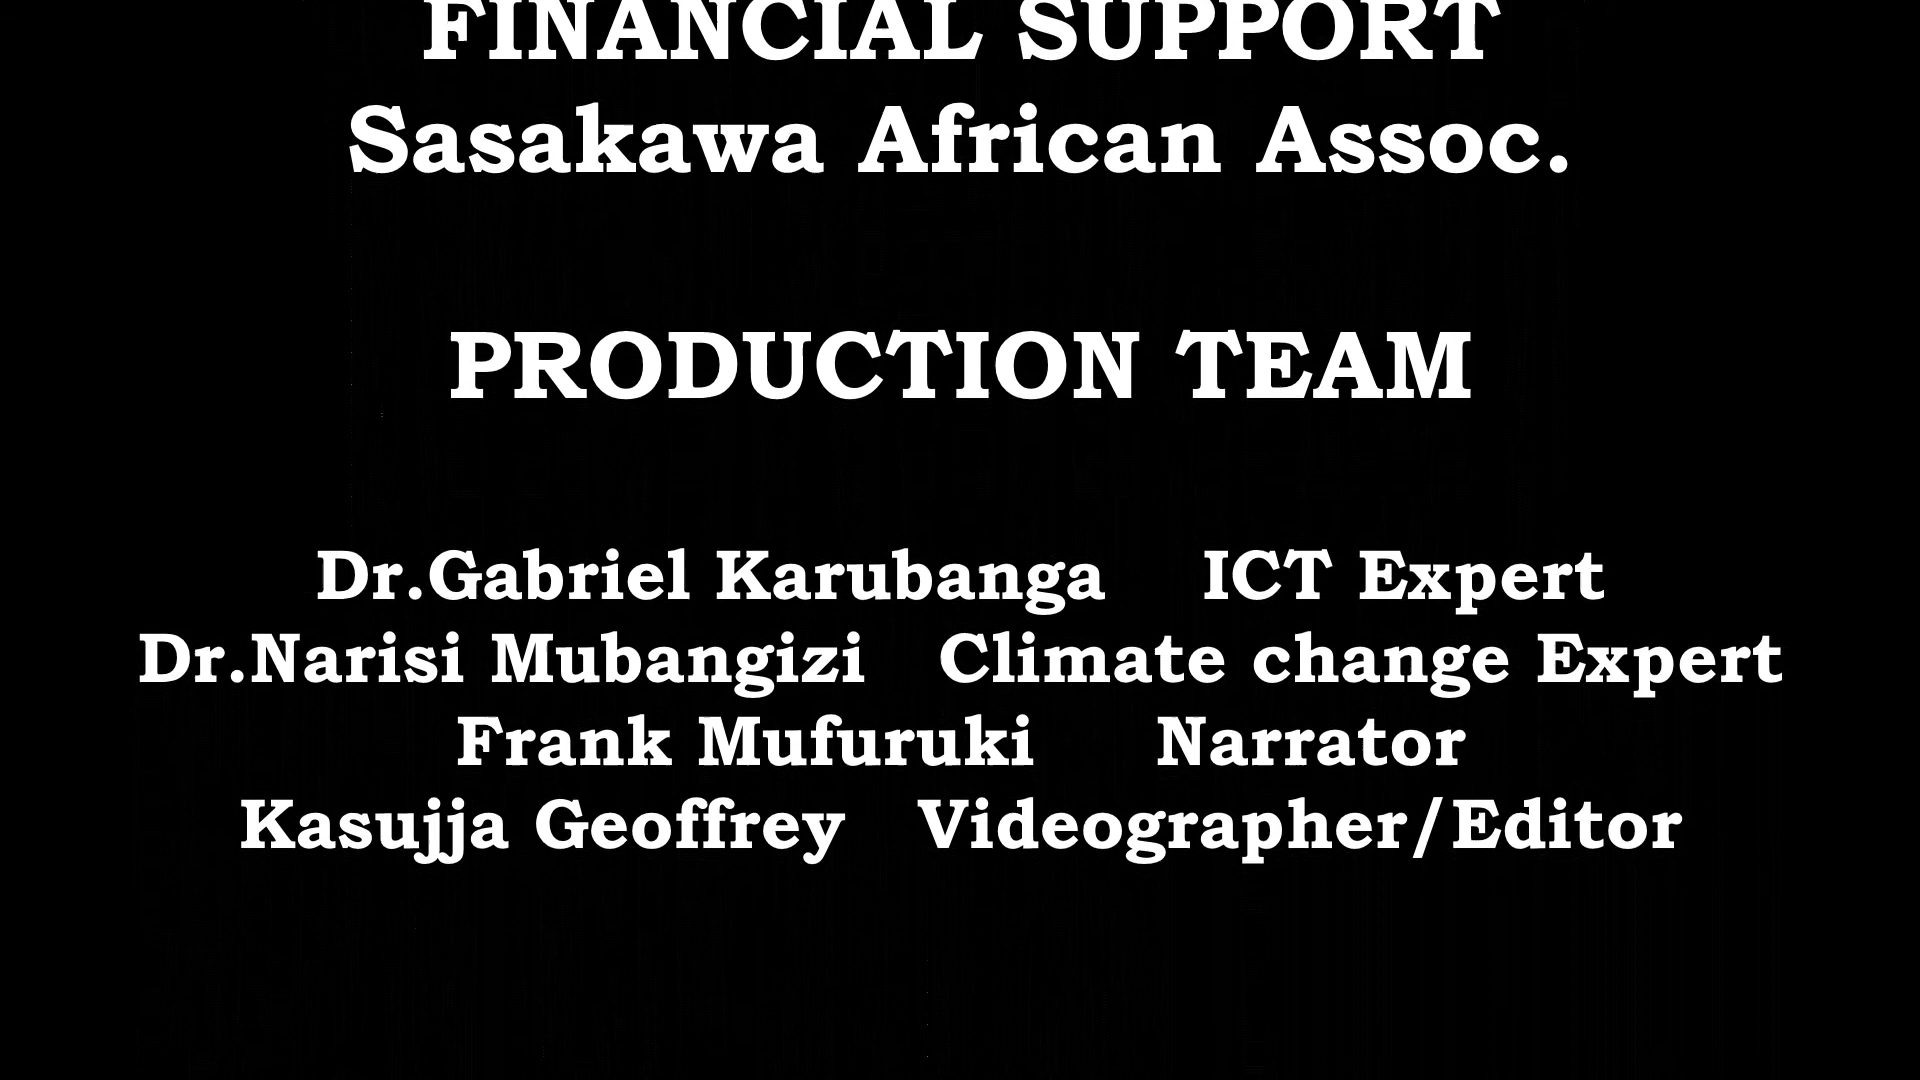 FINANCIAL SUPPORT
Sasakawa African Assoc.
PRODUCTION TEAM
Dr.Gabriel Karubanga ICT Expert
Dr.Narisi Mubangizi Climate change Expert
Frank Mufuruki Narrator
Kasujja Geoffrey Videographer/Editor